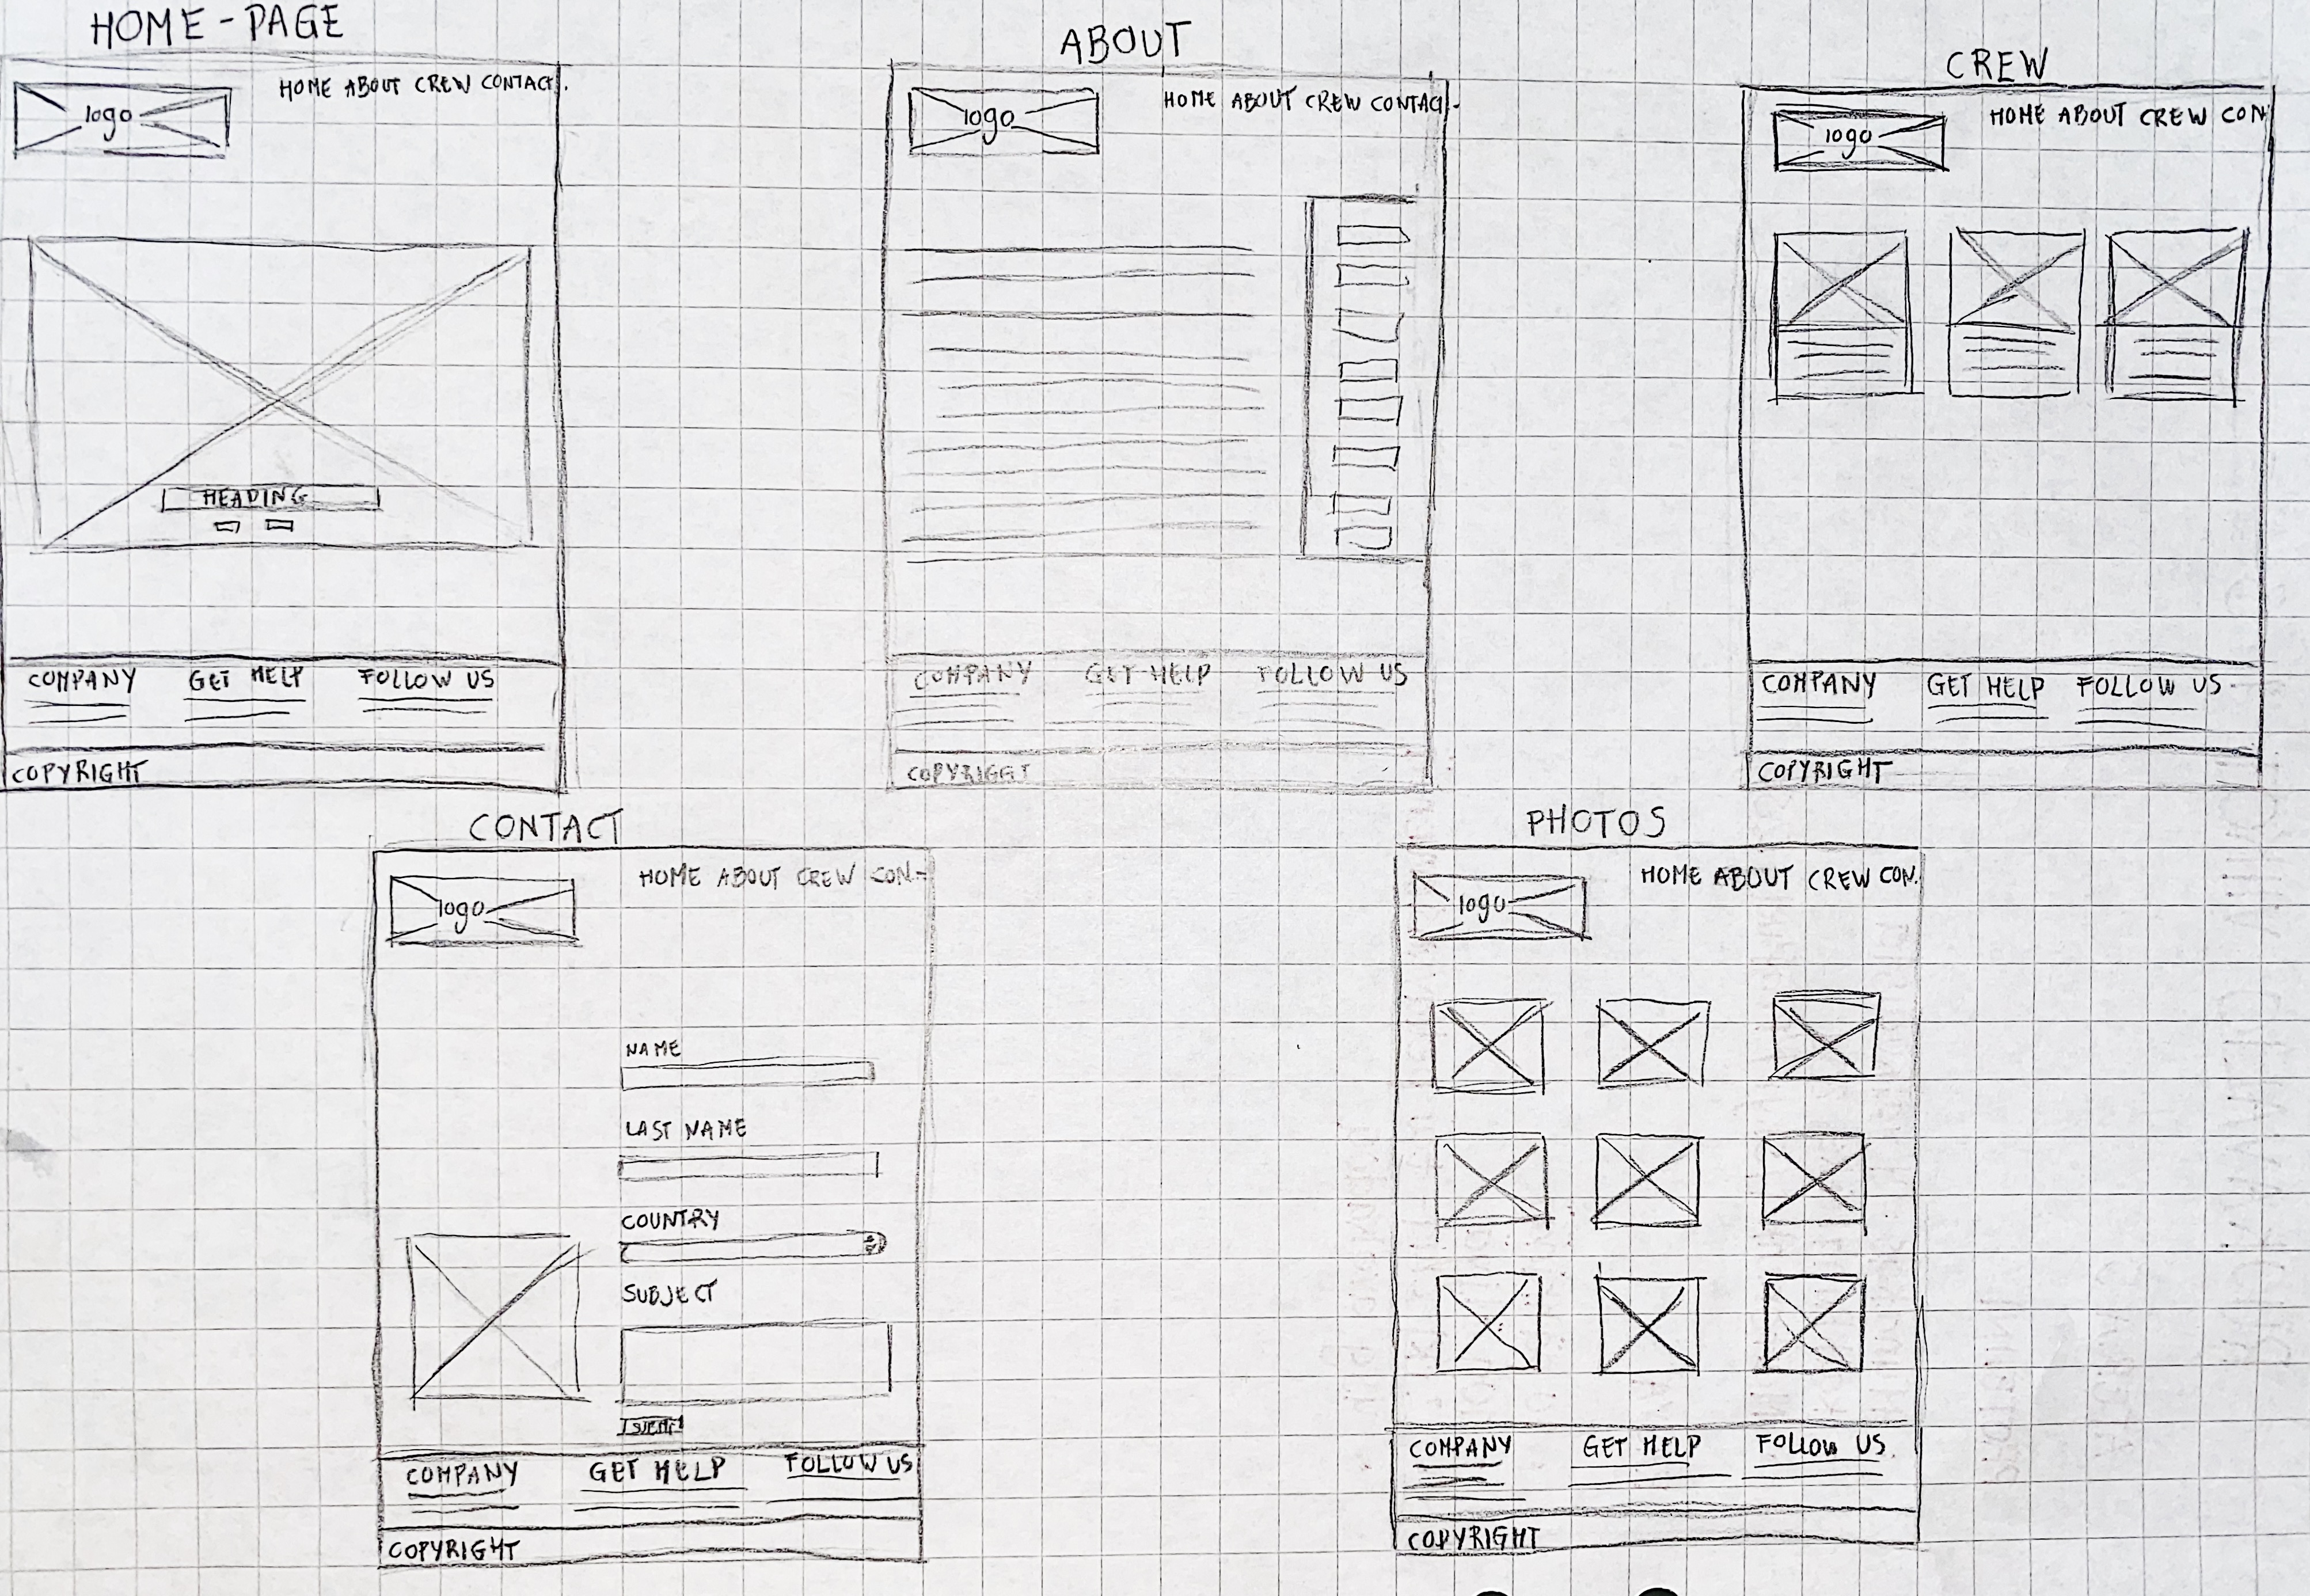 HOME-PAGE
HOME ABOUT CREW CONTACT.
logo
HEADING
COMPANY GET HELP FOLLOW US
COPYRIGHT
ABOUT
HOME ABOUT CREW CONTACT.
logo
COMPANY GET HELP FOLLOW US
COPYRIGGT
CREW
HOME ABOUT CREW CON
logo
COMPANY GET HELP FOLLOW US
COPYRIGHT
CONTACT
HOME ABOUT CREW CON.
logo
NAME
LAST NAME
COUNTRY
SUBJECT
COMPANY GET HELP FOLLOW US
COPYRIGHT
PHOTOS
HOME ABOUT CREW CON.
logo
COMPANY GET HELP FOLLOW US
COPYRIGHT